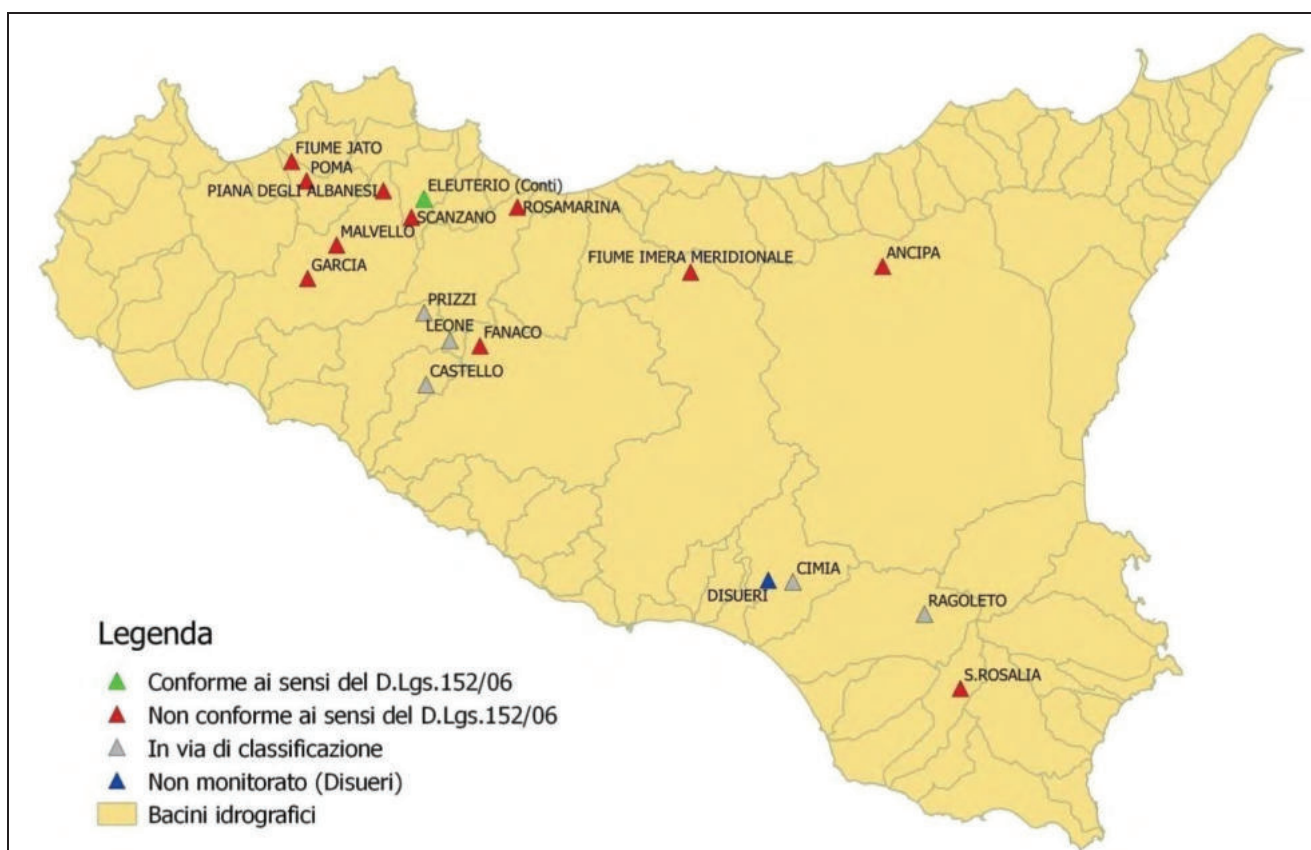 FIUME JATO
POMA
PIANA DEGLI ALBANESI
ELEUTERIO (Conti)
SCANZANO
ROSAMARINA
MALVELLO
GARCIA
FIUME IMERA MERIDIONALE
ANCIPA
PRIZZI
LEONE
FANACO
CASTELLO
CIMIA
DISUERI
RAGOLETO
S.ROSALIA
Legenda
Conforme ai sensi del D.Lgs.152/06
Non conforme ai sensi del D.Lgs.152/06
In via di classificazione
Non monitorato (Disueri)
Bacini idrografici